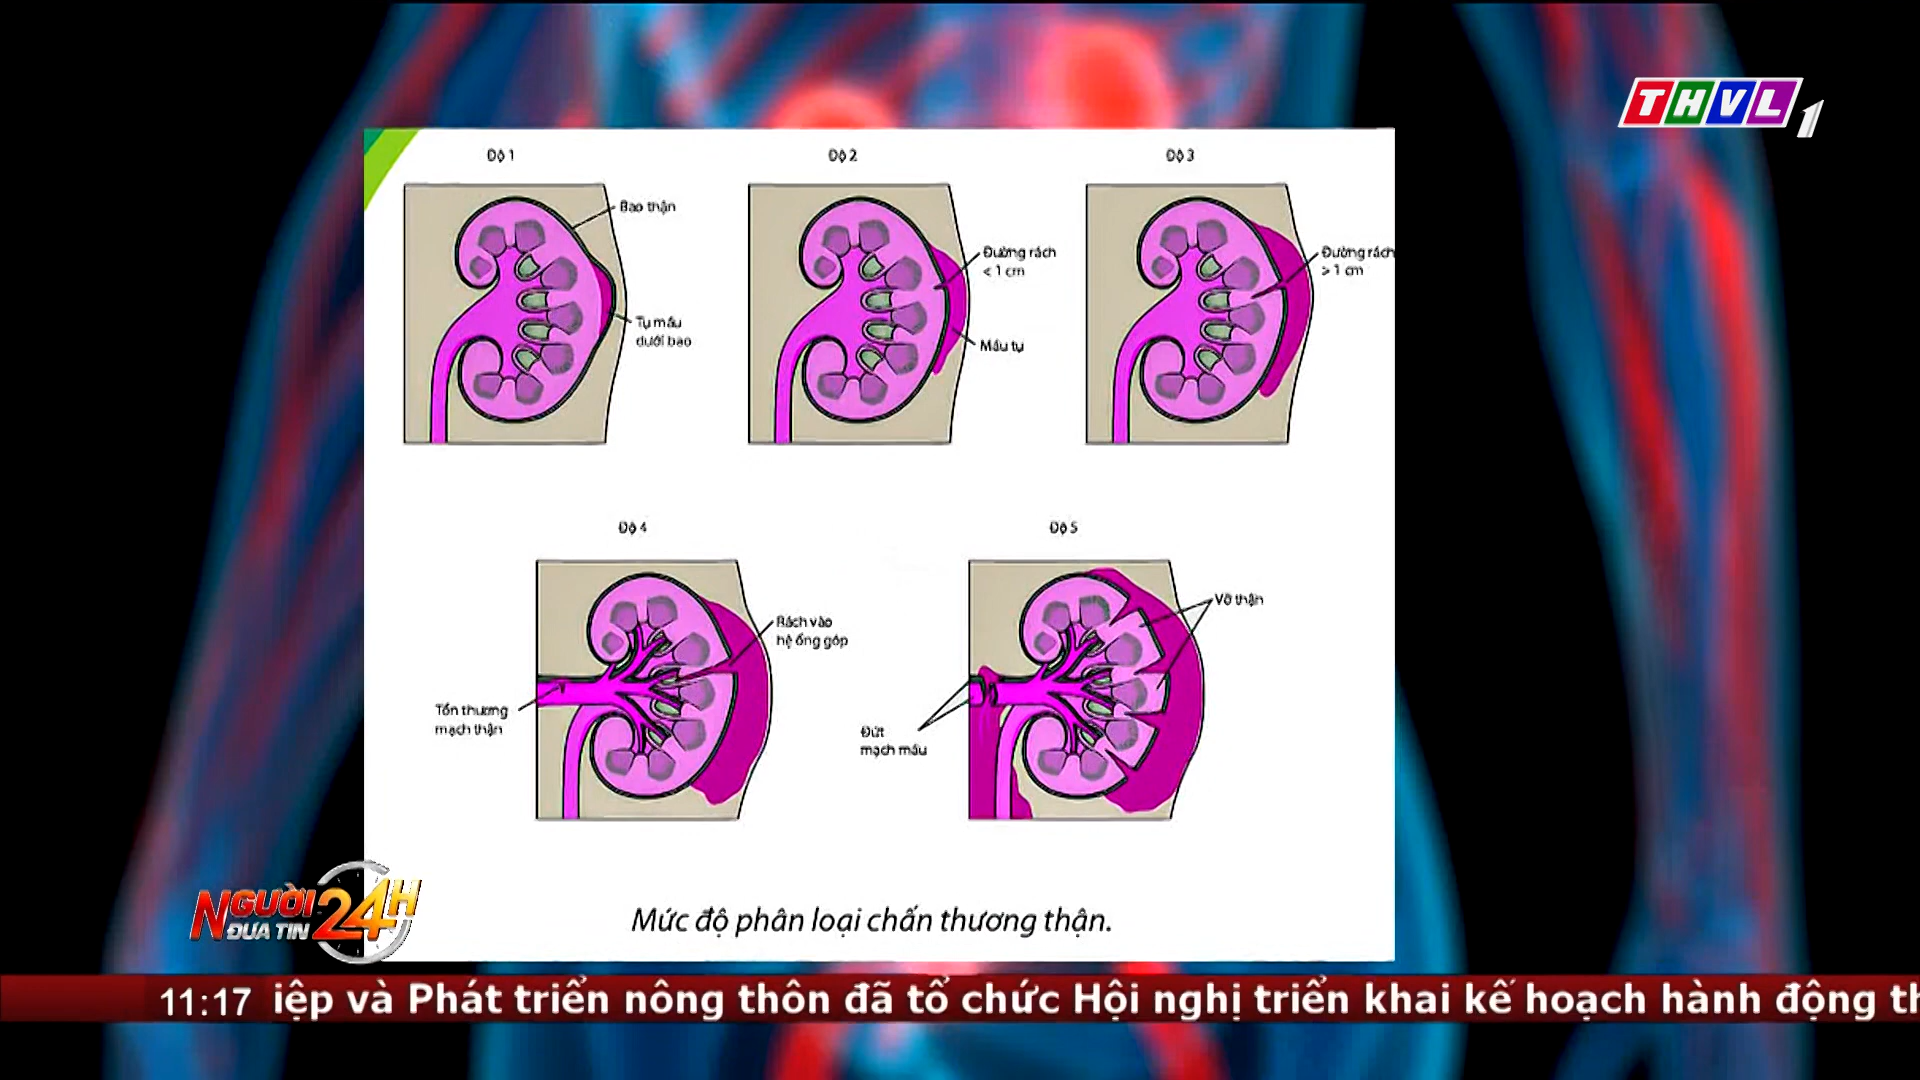 THVL1
Độ 1
Độ 2
Độ 3
Bao thận
Tụ máu
dưới bao
Đường rách
< 1 cm
Máu tụ
Đường rách
> 1 cm
Độ 4
Độ 5
Rách vào
hệ ống góp
Tổn thương
mạch thận
Vỡ thận
Đứt
mạch máu
Mức độ phân loại chấn thương thận.
NGƯỜI
ĐƯA TIN
24H
11:17 iệp và Phát triển nông thôn đã tổ chức Hội nghị triển khai kế hoạch hành động th